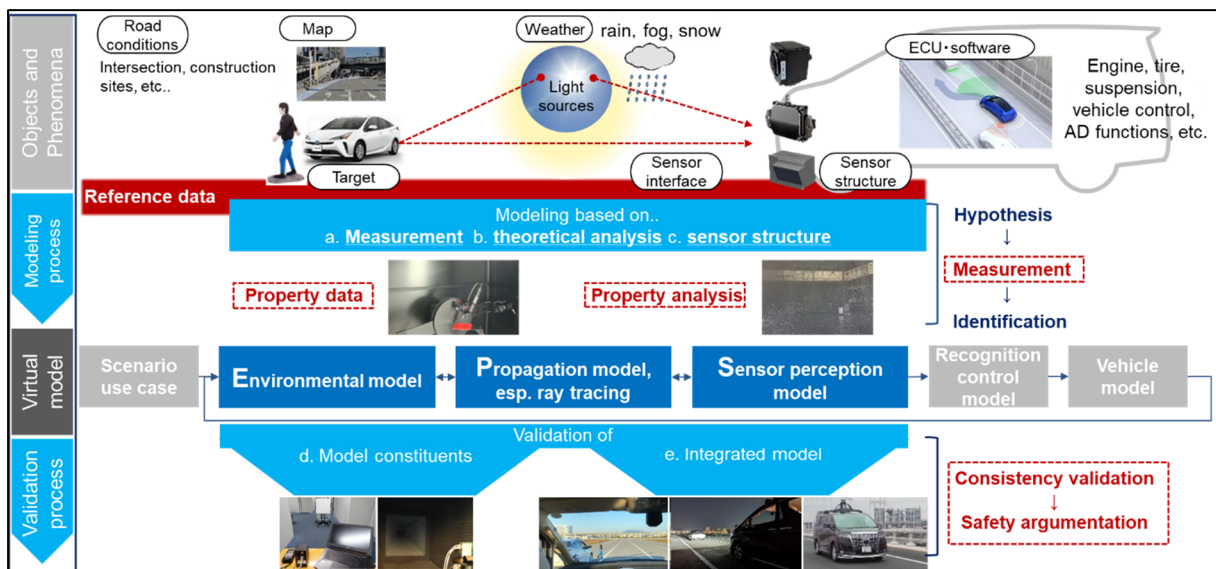 Objects and
Phenomena
Road
conditions
Intersection, construction
sites, etc..
Map
Target
Weather
rain, fog, snow
Light
sources
Sensor
interface
Sensor
structure
ECU・software
Engine, tire,
suspension,
vehicle control,
AD functions, etc.
Reference data
Modeling
process
Modeling based on..
a. Measurement b. theoretical analysis c. sensor structure
Property data
Property analysis
Hypothesis
↓
Measurement
↓
Identification
Virtual
model
Scenario
use case
Environmental model
Propagation model,
esp. ray tracing
Sensor perception
model
Recognition
control
model
Vehicle
model
Validation
process
Validation of
d. Model constituents
e. Integrated model
Consistency validation
↓
Safety argumentation